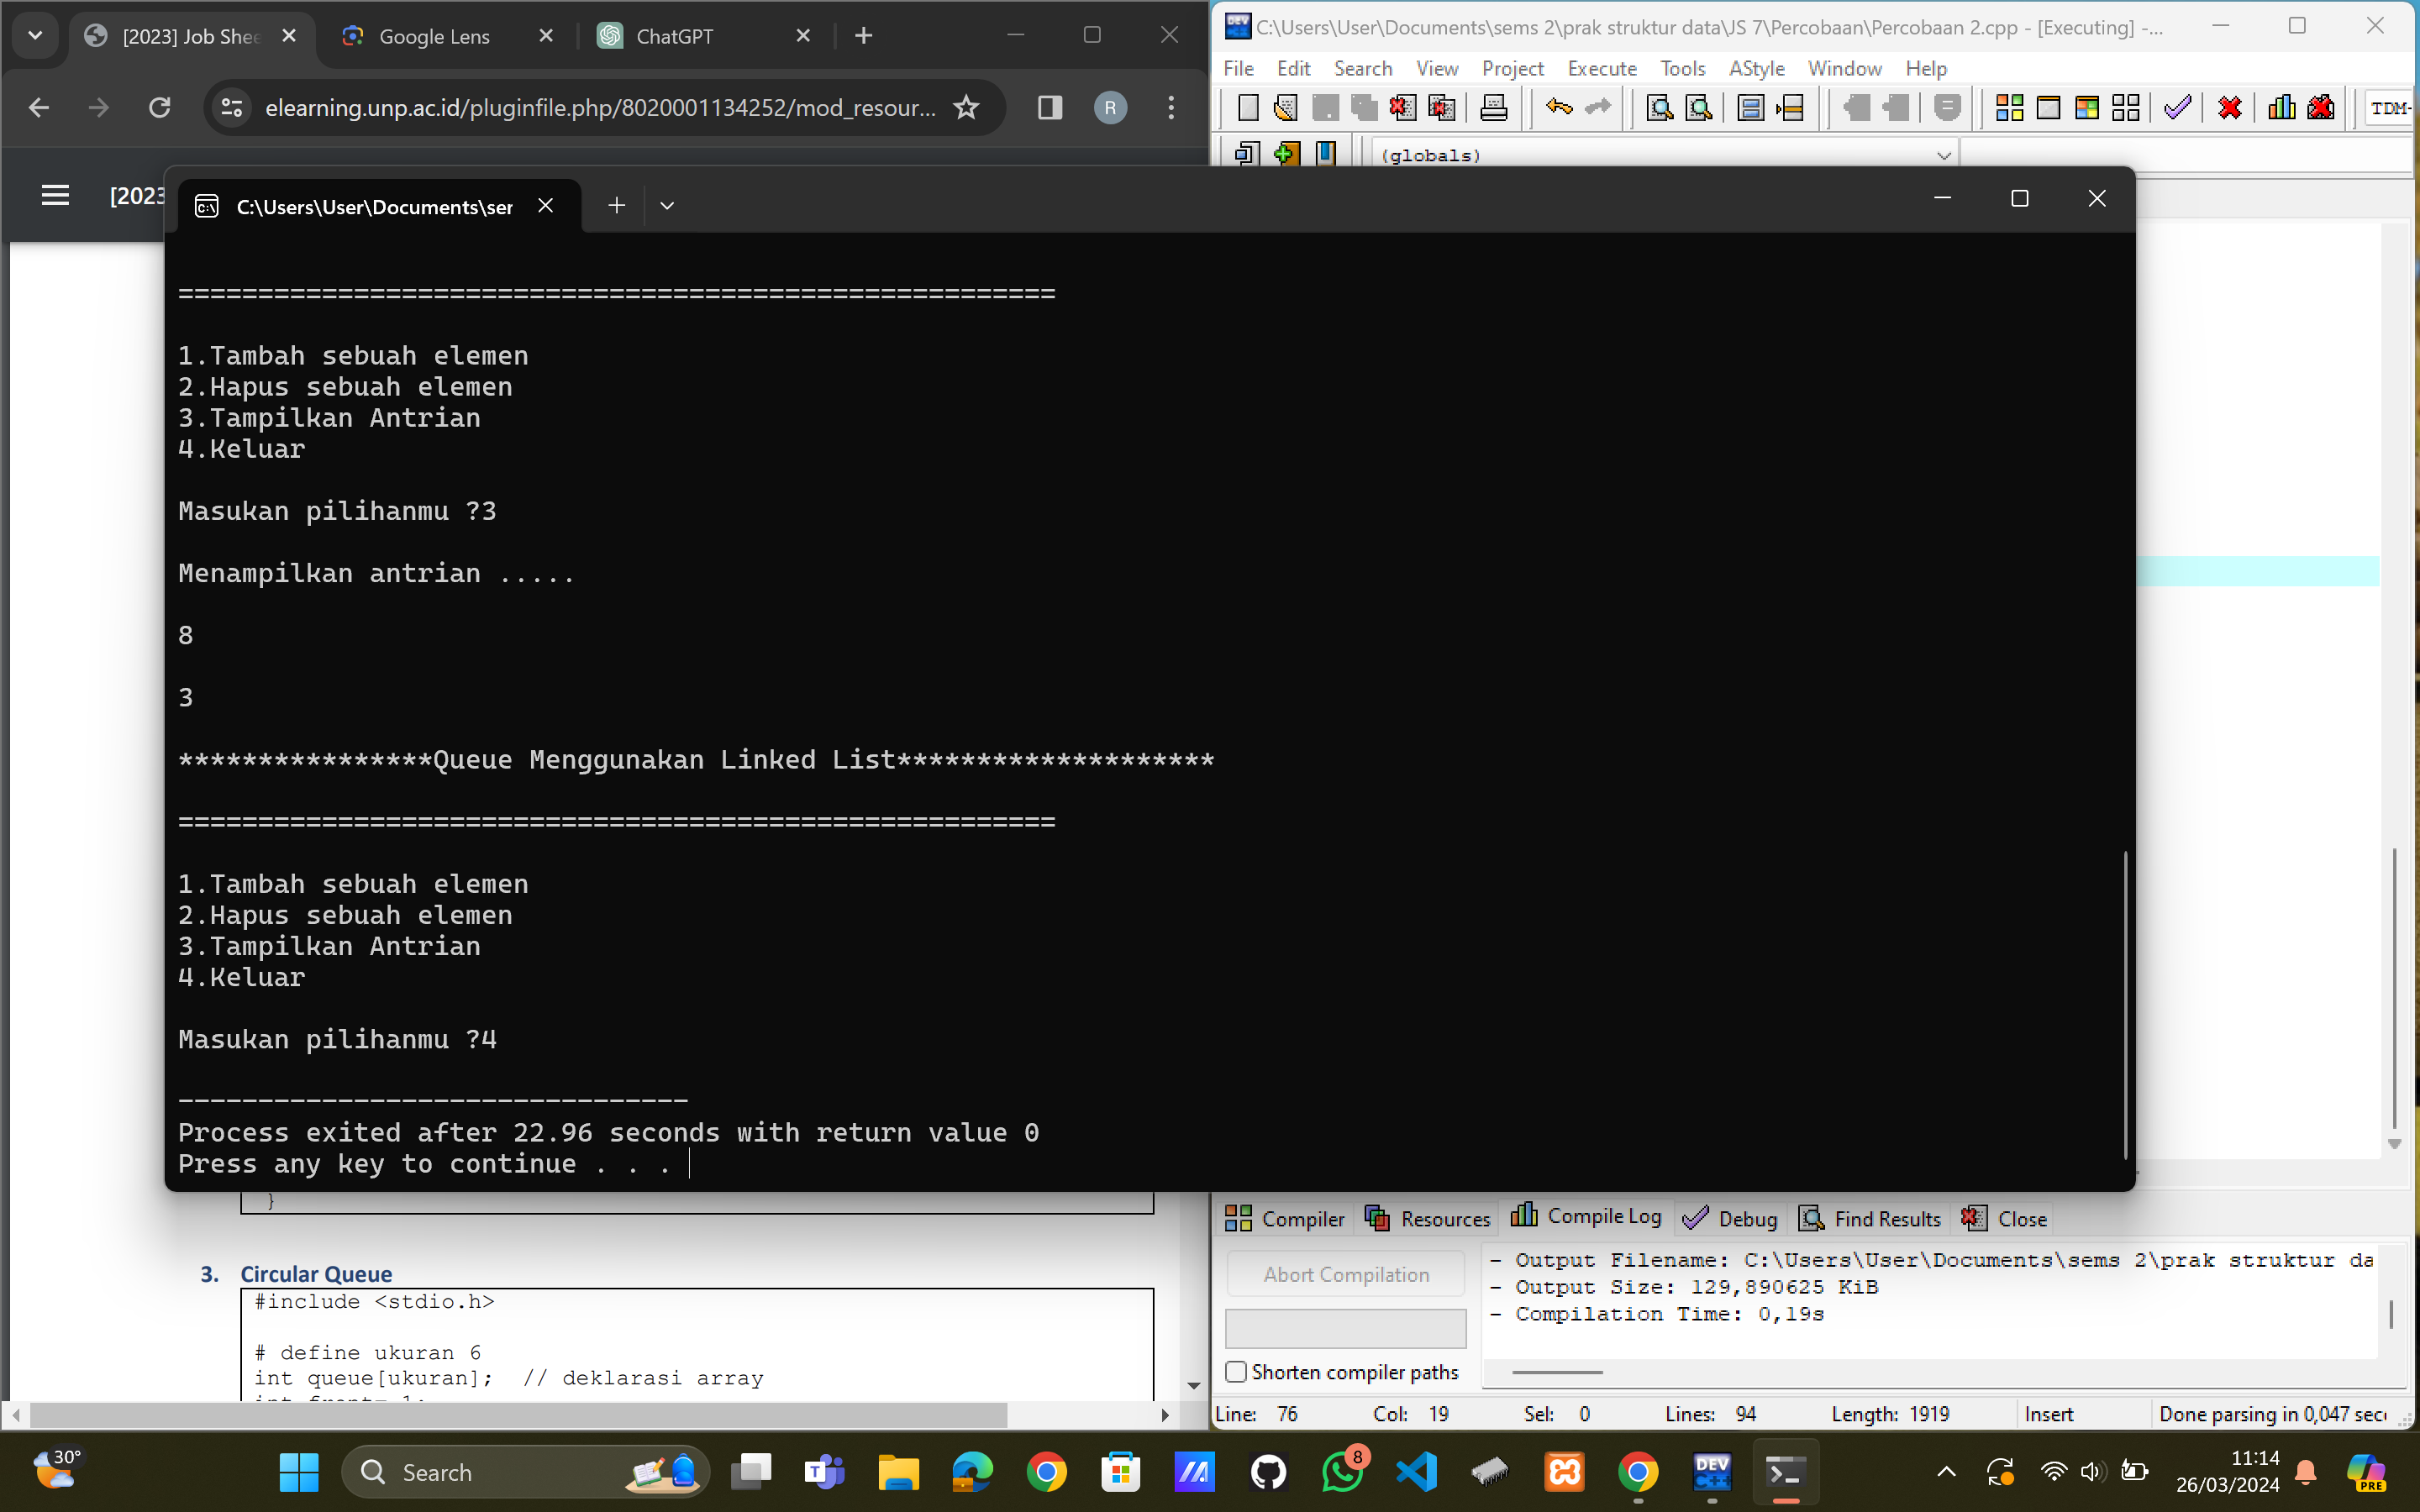 [2023] Job Shee
Google Lens
ChatGPT
elearning.unp.ac.id/pluginfile.php/8020001134252/mod_resour...
R
[2023
C:\Users\User\Documents\sems 2\prak struktur data\JS 7\Percobaan\Percobaan 2.cpp - [Executing] -...
File Edit Search View Project Execute Tools AStyle Window Help
TDM-
(globals)
C:\Users\User\Documents\ser
====================================================
1.Tambah sebuah elemen
2.Hapus sebuah elemen
3.Tampilkan Antrian
4.Keluar
Masukan pilihanmu ?3
Menampilkan antrian .....
8
3
****************Queue Menggunakan Linked List********************
=======================================================
1.Tambah sebuah elemen
2.Hapus sebuah elemen
3.Tampilkan Antrian
4.Keluar
Masukan pilihanmu ?4
--------------------------------
Process exited after 22.96 seconds with return value 0
Press any key to continue . . .
}
3. Circular Queue
#include <stdio.h>
# define ukuran 6
int queue[ukuran]; // deklarasi array
Compiler Resources Compile Log Debug Find Results Close
Abort Compilation
Shorten compiler paths
- Output Filename: C:\Users\User\Documents\sems 2\prak struktur da
- Output Size: 129,890625 KiB
- Compilation Time: 0,19s
Line: 76 Col: 19 Sel: 0 Lines: 94 Length: 1919 Insert Done parsing in 0,047 sec
30°
Search
8
DEV
C++
PRE
11:14
26/03/2024